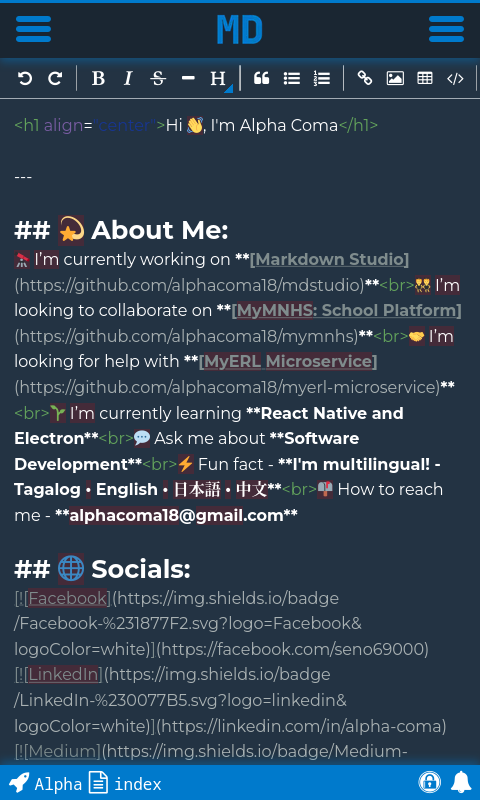 MD
B I S H
</>
<h1 align="center">Hi 👋, I'm Alpha Coma</h1>
---
## 💫 About Me:
🔭 I’m currently working on **[Markdown Studio]
(https://github.com/alphacoma18/mdstudio)**<br>👯 I’m
looking to collaborate on **[MyMNHS: School Platform]
(https://github.com/alphacoma18/mymnhs)**<br>🤝 I’m
looking for help with **[MyERL Microservice]
(https://github.com/alphacoma18/myerl-microservice)**
<br>🌱 I’m currently learning **React Native and
Electron**<br>💬 Ask me about **Software
Development**<br>⚡ Fun fact - **I'm multilingual! -
Tagalog • English • 日本語 • 中文**<br>📫 How to reach
me - **alphacoma18@gmail.com**
## 🌐 Socials:
[![Facebook](https://img.shields.io/badge
/Facebook-%231877F2.svg?logo=Facebook&
logoColor=white)](https://facebook.com/seno69000)
[![LinkedIn](https://img.shields.io/badge
/LinkedIn-%230077B5.svg?logo=linkedin&
logoColor=white)](https://linkedin.com/in/alpha-coma)
[![Medium](https://img.shields.io/badge/Medium-
Alpha index